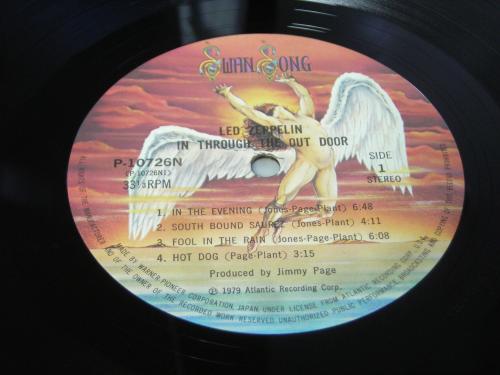 SWAN SONG
LED ZEPPELIN
IN THROUGH THE OUT DOOR
P-10726N
(P-10726N1)
33⅓RPM
SIDE
1
STEREO
1. IN THE EVENING (Jones-Page-Plant) 6:48
2. SOUTH BOUND SAUREZ (Jones-Plant) 4:11
3. FOOL IN THE RAIN (Jones-Page-Plant) 6:08
4. HOT DOG (Page-Plant) 3:15
Produced by Jimmy Page
℗ 1979 Atlantic Recording Corp.
MADE BY WARNER-PIONEER CORPORATION, JAPAN, UNDER LICENSE FROM ATLANTIC RECORDING CORP.
OF THE OWNER OF THE RECORDED WORK RESERVED UNAUTHORIZED PUBLIC PERFORMANCE, BROADCASTING AND COPYING OF